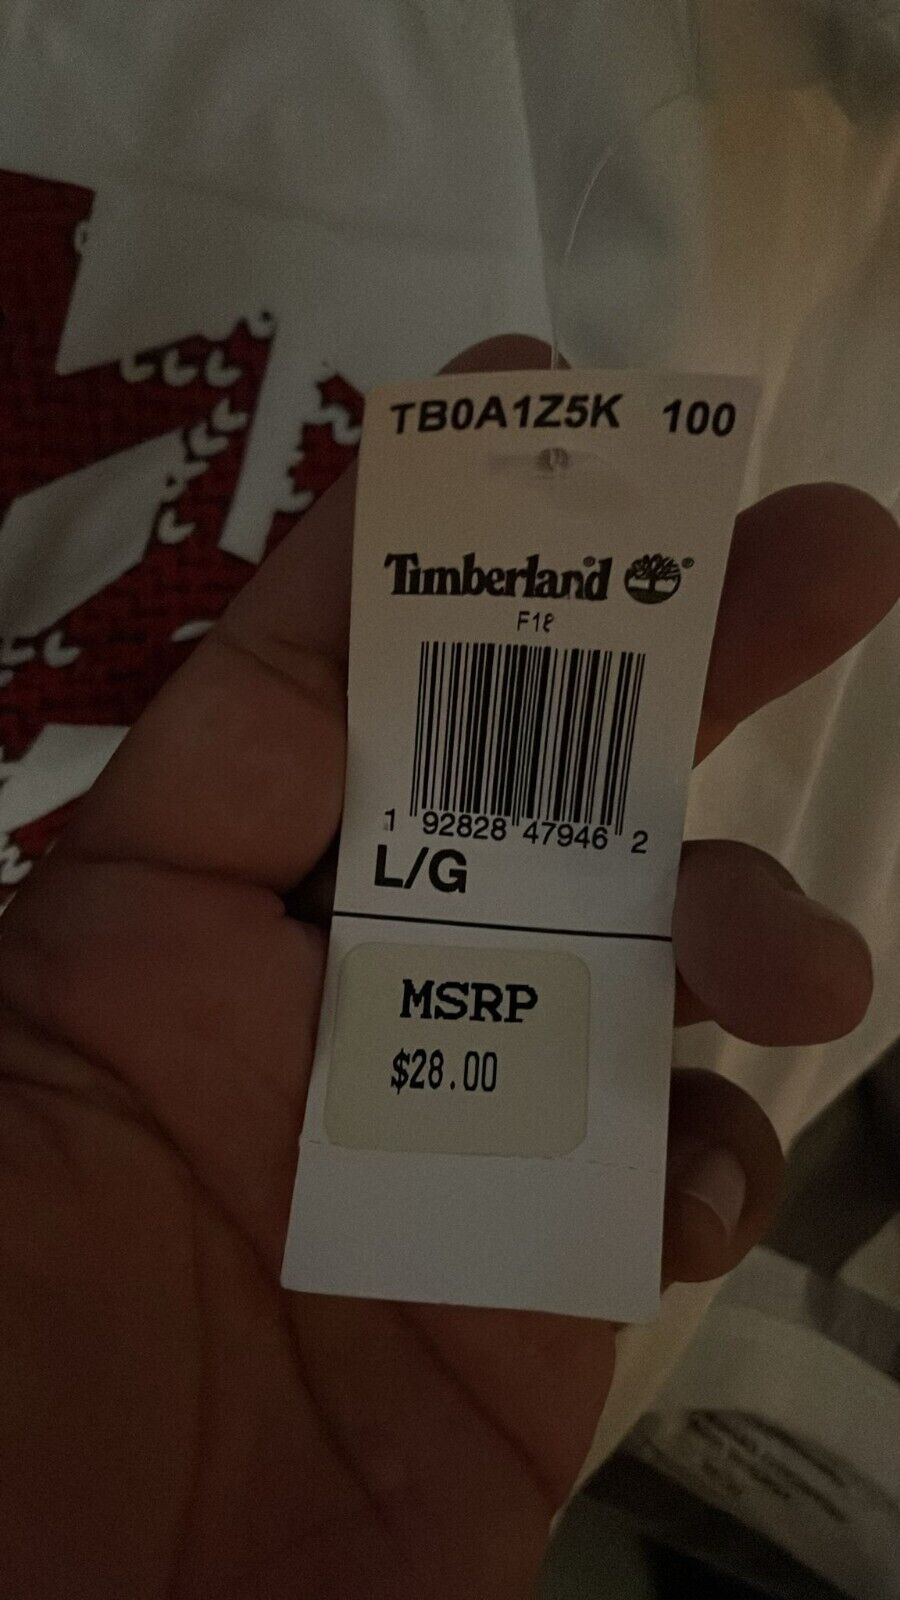 TB0A1Z5K 100
Timberland®
F18
1 92828 47946 2
L/G
MSRP
$28.00